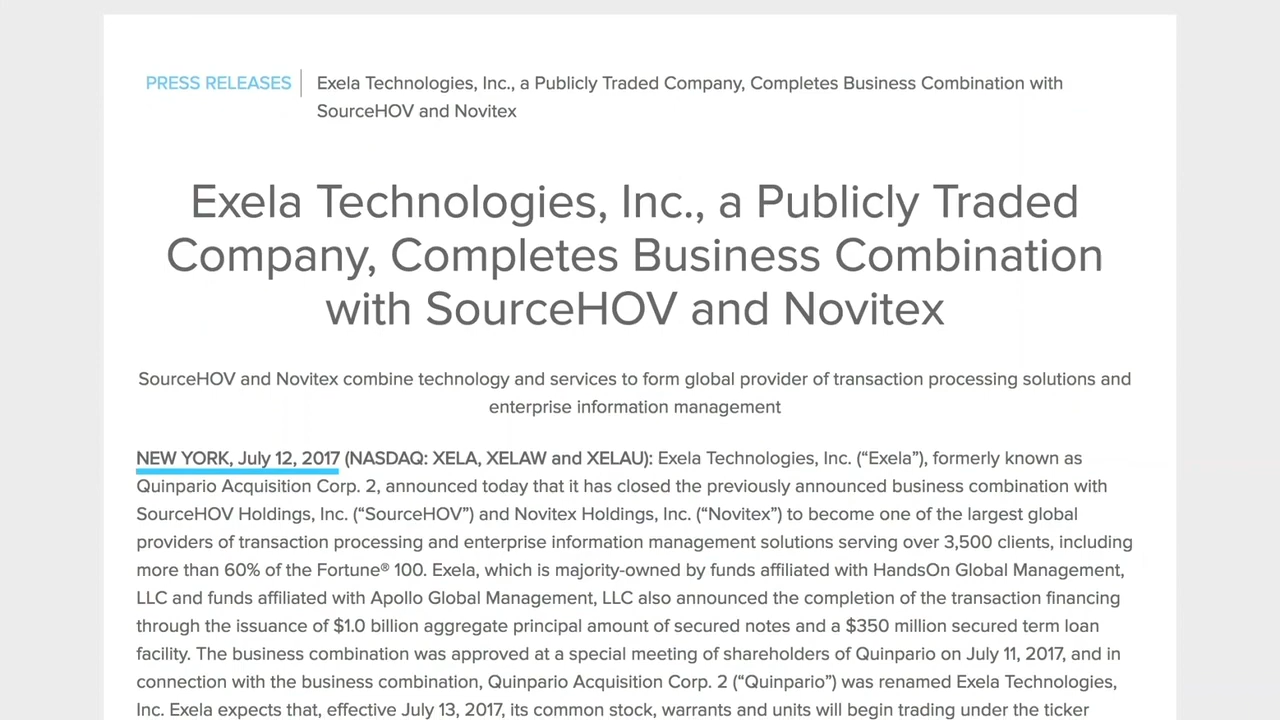 PRESS RELEASES Exela Technologies, Inc., a Publicly Traded Company, Completes Business Combination with
SourceHOV and Novitex
Exela Technologies, Inc., a Publicly Traded
Company, Completes Business Combination
with SourceHOV and Novitex
SourceHOV and Novitex combine technology and services to form global provider of transaction processing solutions and
enterprise information management
NEW YORK, July 12, 2017 (NASDAQ: XELA, XELAW and XELAU): Exela Technologies, Inc. (“Exela”), formerly known as
Quinpario Acquisition Corp. 2, announced today that it has closed the previously announced business combination with
SourceHOV Holdings, Inc. (“SourceHOV”) and Novitex Holdings, Inc. (“Novitex”) to become one of the largest global
providers of transaction processing and enterprise information management solutions serving over 3,500 clients, including
more than 60% of the Fortune® 100. Exela, which is majority-owned by funds affiliated with HandsOn Global Management,
LLC and funds affiliated with Apollo Global Management, LLC also announced the completion of the transaction financing
through the issuance of $1.0 billion aggregate principal amount of secured notes and a $350 million secured term loan
facility. The business combination was approved at a special meeting of shareholders of Quinpario on July 11, 2017, and in
connection with the business combination, Quinpario Acquisition Corp. 2 (“Quinpario”) was renamed Exela Technologies,
Inc. Exela expects that, effective July 13, 2017, its common stock, warrants and units will begin trading under the ticker